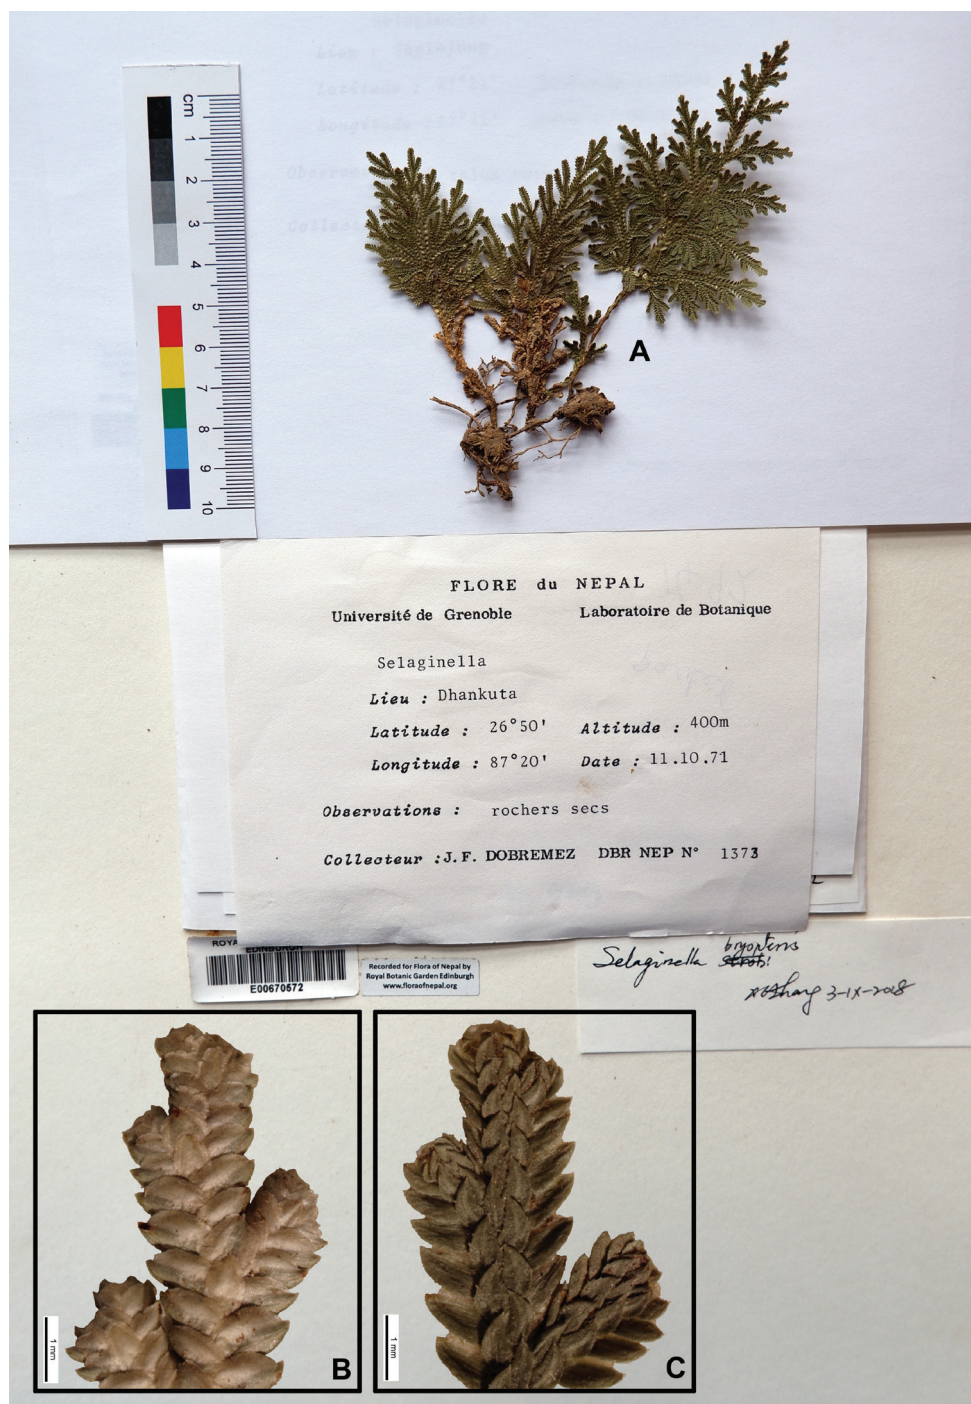 cm
1
2
3
4
5
6
7
8
9
10
A
FLORE du NEPAL
Université de Grenoble Laboratoire de Botanique
Selaginella
Lieu : Dhankuta
Latitude : 26°50' Altitude : 400m
Longitude : 87°20' Date : 11.10.71
Observations : rochers secs
Collecteur : J.F. DOBREMEZ DBR NEP N° 1373
EDINBURGH
E00670572
Recorded for Flora of Nepal by
Royal Botanic Garden Edinburgh
www.floraofnepal.org
Selaginella bryopteris
3-IX-2018
1 mm
B
1 mm
C